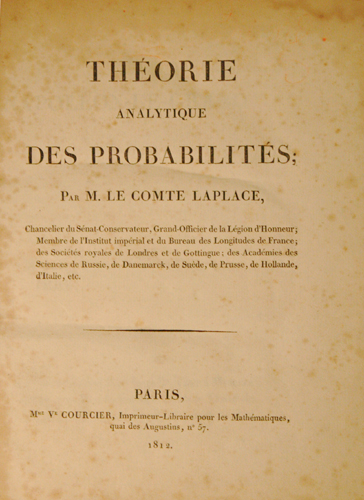 THÉORIE
ANALYTIQUE
DES PROBABILITÉS;
PAR M. LE COMTE LAPLACE,
Chancelier du Sénat-Conservateur, Grand-Officier de la Légion d'Honneur;
Membre de l'Institut impérial et du Bureau des Longitudes de France;
des Sociétés royales de Londres et de Gottingue; des Académies des
Sciences de Russie, de Danemarck, de Suède, de Prusse, de Hollande,
d'Italie, etc.
PARIS,
Mme Ve COURCIER, Imprimeur-Libraire pour les Mathématiques,
quai des Augustins, n° 57.
1812.